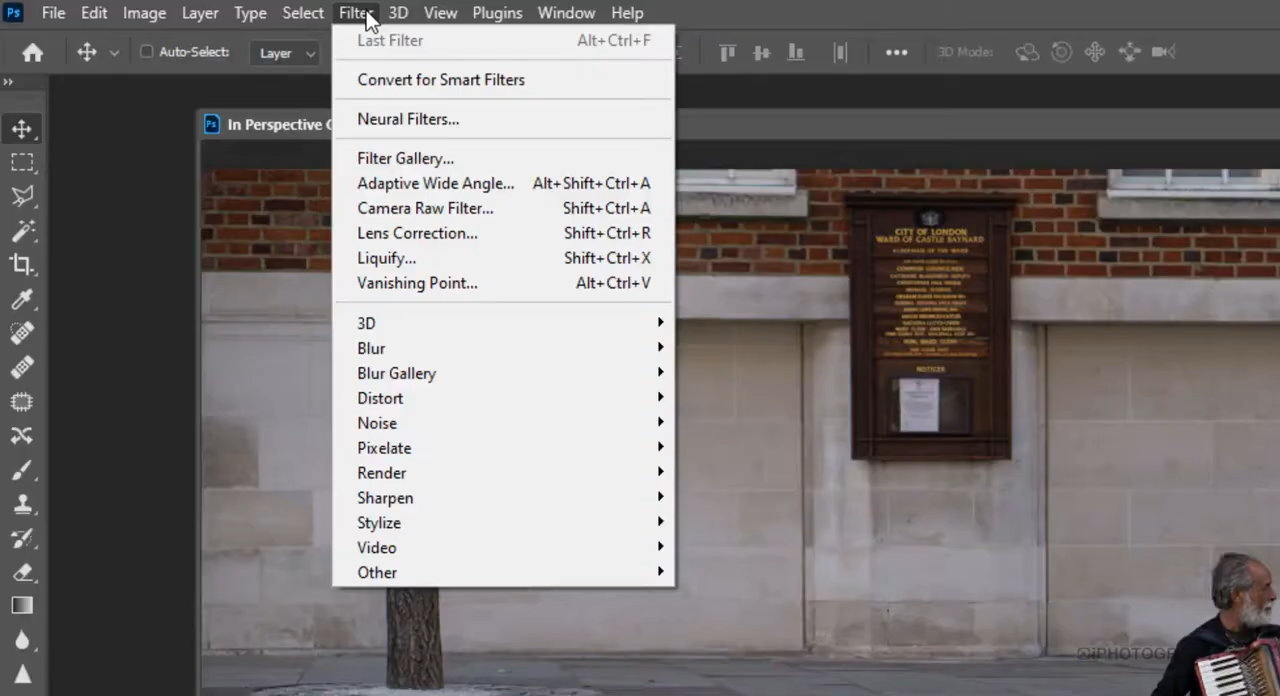 Ps File Edit Image Layer Type Select Filter 3D View Plugins Window Help
Auto-Select: Layer ••• 3D Mode:
Last Filter Alt+Ctrl+F
Convert for Smart Filters
Neural Filters...
Ps In Perspective
Filter Gallery...
Adaptive Wide Angle... Alt+Shift+Ctrl+A
Camera Raw Filter... Shift+Ctrl+A
Lens Correction... Shift+Ctrl+R
Liquify... Shift+Ctrl+X
Vanishing Point... Alt+Ctrl+V
3D
Blur
Blur Gallery
Distort
Noise
Pixelate
Render
Sharpen
Stylize
Video
Other
CITY OF LONDON
WARD OF CASTLE BAYNARD
NOTICES
iPHOTOGR